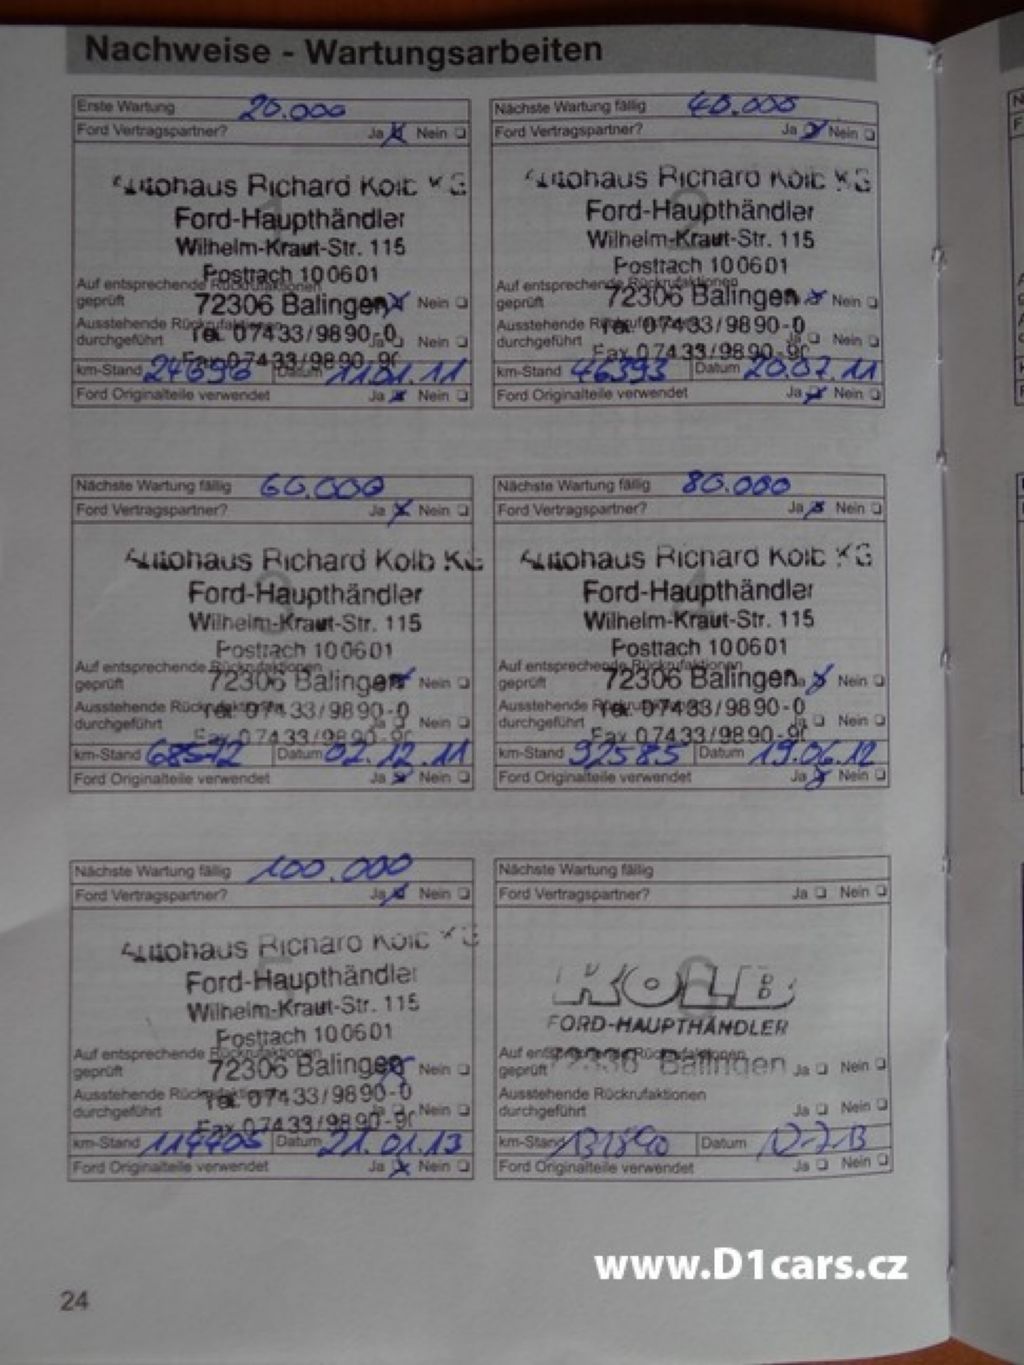 Nachweise - Wartungsarbeiten
Erste Wartung 20.000
Ford Vertragspartner? Ja Nein
Autohaus Richard Kolb KG
Ford-Haupthändler
Wilhelm-Kraut-Str. 115
Postfach 100601
Auf entsprechende Rückrufaktionen
geprüft 72306 Balingen Nein
Ausstehende Rückrufaktionen
durchgeführt Tel. 07433/9890-0 Ja Nein
Fax 07433/9890-90
km-Stand 24696 Datum 11.01.11
Ford Originalteile verwendet Ja Nein
Nächste Wartung fällig 40.000
Ford Vertragspartner? Ja Nein
Autohaus Richard Kolb KG
Ford-Haupthändler
Wilhelm-Kraut-Str. 115
Postfach 100601
Auf entsprechende Rückrufaktionen
geprüft 72306 Balingen Nein
Ausstehende Rückrufaktionen
durchgeführt Tel. 07433/9890-0 Ja Nein
Fax 07433/9890-90
km-Stand 46393 Datum 20.07.11
Ford Originalteile verwendet Ja Nein
Nächste Wartung fällig 60.000
Ford Vertragspartner? Ja Nein
Autohaus Richard Kolb KG
Ford-Haupthändler
Wilhelm-Kraut-Str. 115
Postfach 100601
Auf entsprechende Rückrufaktionen
geprüft 72306 Balingen Nein
Ausstehende Rückrufaktionen
durchgeführt Tel. 07433/9890-0 Ja Nein
Fax 07433/9890-90
km-Stand 68572 Datum 02.12.11
Ford Originalteile verwendet Ja Nein
Nächste Wartung fällig 80.000
Ford Vertragspartner? Ja Nein
Autohaus Richard Kolb KG
Ford-Haupthändler
Wilhelm-Kraut-Str. 115
Postfach 100601
Auf entsprechende Rückrufaktionen
geprüft 72306 Balingen Ja Nein
Ausstehende Rückrufaktionen
durchgeführt Tel. 07433/9890-0 Ja Nein
Fax 07433/9890-90
km-Stand 92585 Datum 19.06.12
Ford Originalteile verwendet Ja Nein
Nächste Wartung fällig 100.000
Ford Vertragspartner? Ja Nein
Autohaus Richard Kolb KG
Ford-Haupthändler
Wilhelm-Kraut-Str. 115
Postfach 100601
Auf entsprechende Rückrufaktionen
geprüft 72306 Balingen Nein
Ausstehende Rückrufaktionen
durchgeführt Tel. 07433/9890-0 Ja Nein
Fax 07433/9890-90
km-Stand 114405 Datum 21.01.13
Ford Originalteile verwendet Ja Nein
Nächste Wartung fällig
Ford Vertragspartner? Ja Nein
KOLB
FORD-HAUPTHÄNDLER
Auf entsprechende Rückrufaktionen
geprüft 72336 Balingen Ja Nein
Ausstehende Rückrufaktionen
durchgeführt Ja Nein
km-Stand 131840 Datum
Ford Originalteile verwendet Ja Nein
www.D1cars.cz
24